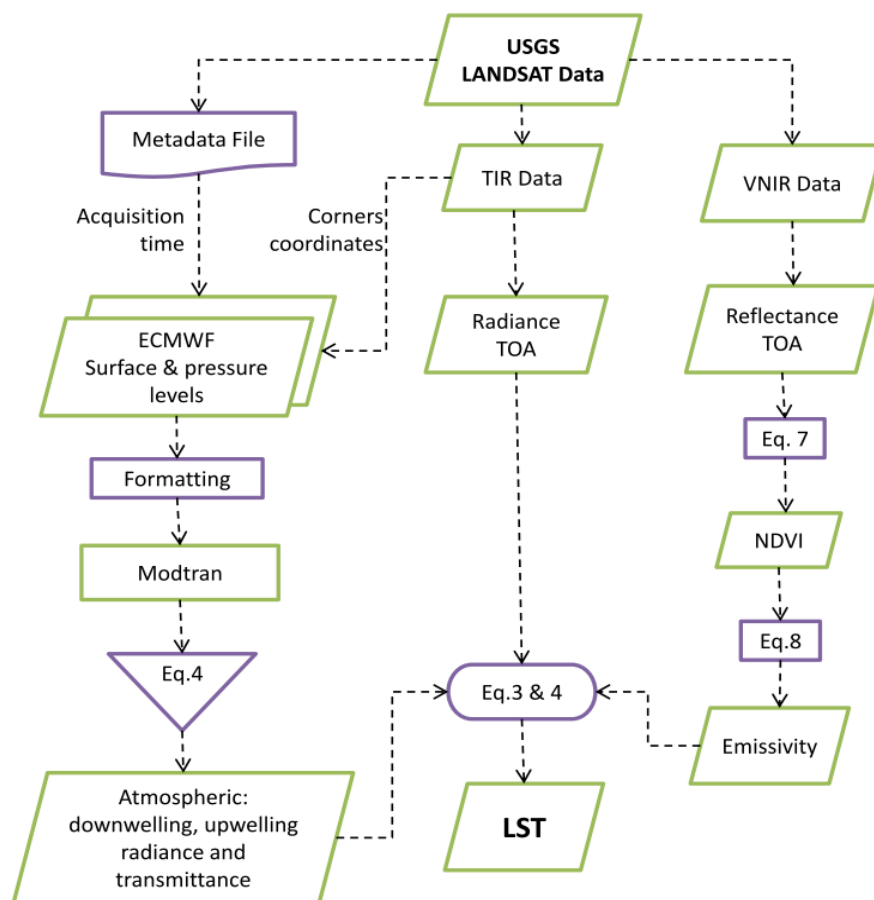 USGS
LANDSAT Data
Metadata File
TIR Data
VNIR Data
Acquisition
time
Corners
coordinates
ECMWF
Surface & pressure
levels
Radiance
TOA
Reflectance
TOA
Eq. 7
Formatting
NDVI
Modtran
Eq.8
Eq.4
Eq.3 & 4
Emissivity
Atmospheric:
downwelling, upwelling
radiance and
transmittance
LST